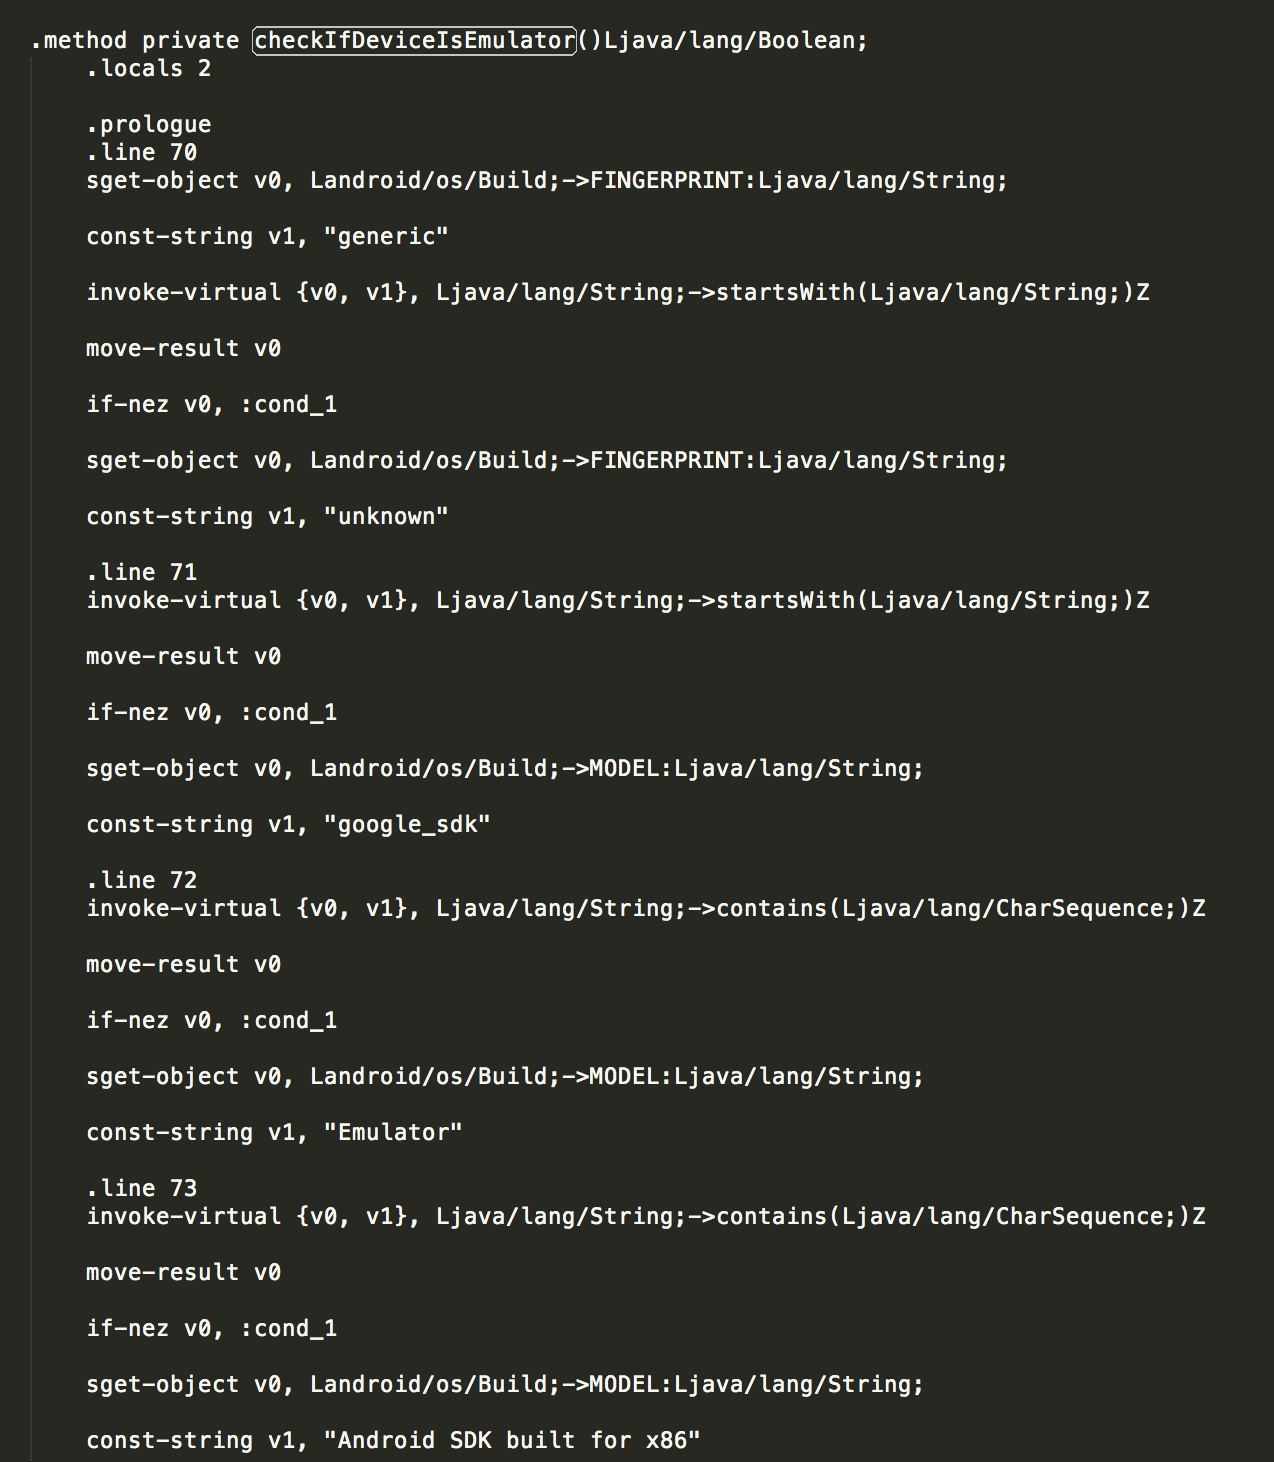 .method private checkIfDeviceIsEmulator()Ljava/lang/Boolean;
.locals 2
.prologue
.line 70
sget-object v0, Landroid/os/Build;->FINGERPRINT:Ljava/lang/String;
const-string v1, "generic"
invoke-virtual {v0, v1}, Ljava/lang/String;->startsWith(Ljava/lang/String;)Z
move-result v0
if-nez v0, :cond_1
sget-object v0, Landroid/os/Build;->FINGERPRINT:Ljava/lang/String;
const-string v1, "unknown"
.line 71
invoke-virtual {v0, v1}, Ljava/lang/String;->startsWith(Ljava/lang/String;)Z
move-result v0
if-nez v0, :cond_1
sget-object v0, Landroid/os/Build;->MODEL:Ljava/lang/String;
const-string v1, "google_sdk"
.line 72
invoke-virtual {v0, v1}, Ljava/lang/String;->contains(Ljava/lang/CharSequence;)Z
move-result v0
if-nez v0, :cond_1
sget-object v0, Landroid/os/Build;->MODEL:Ljava/lang/String;
const-string v1, "Emulator"
.line 73
invoke-virtual {v0, v1}, Ljava/lang/String;->contains(Ljava/lang/CharSequence;)Z
move-result v0
if-nez v0, :cond_1
sget-object v0, Landroid/os/Build;->MODEL:Ljava/lang/String;
const-string v1, "Android SDK built for x86"